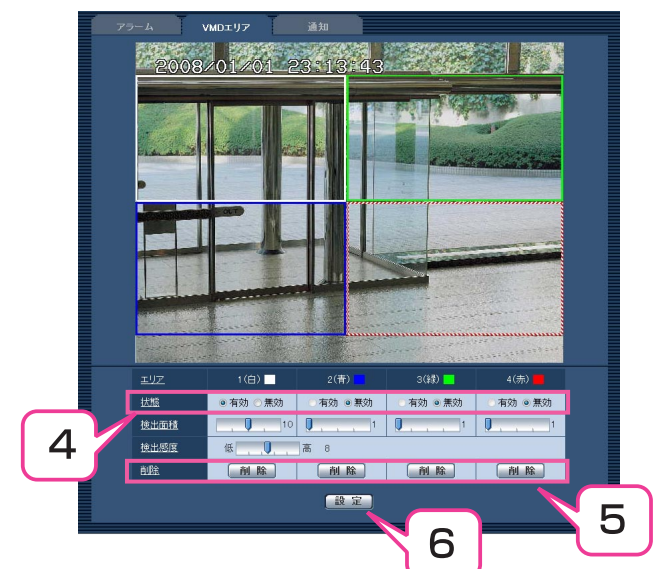 アラーム VMDエリア 通知
2008/01/01 23:13:43
OUT
エリア 1(白) 2(青) 3(緑) 4(赤)
状態 有効 無効 有効 無効 有効 無効 有効 無効
検出面積 10 1 1 1
検出感度 低 高 8
削除 削除 削除 削除 削除
設定
4
5
6